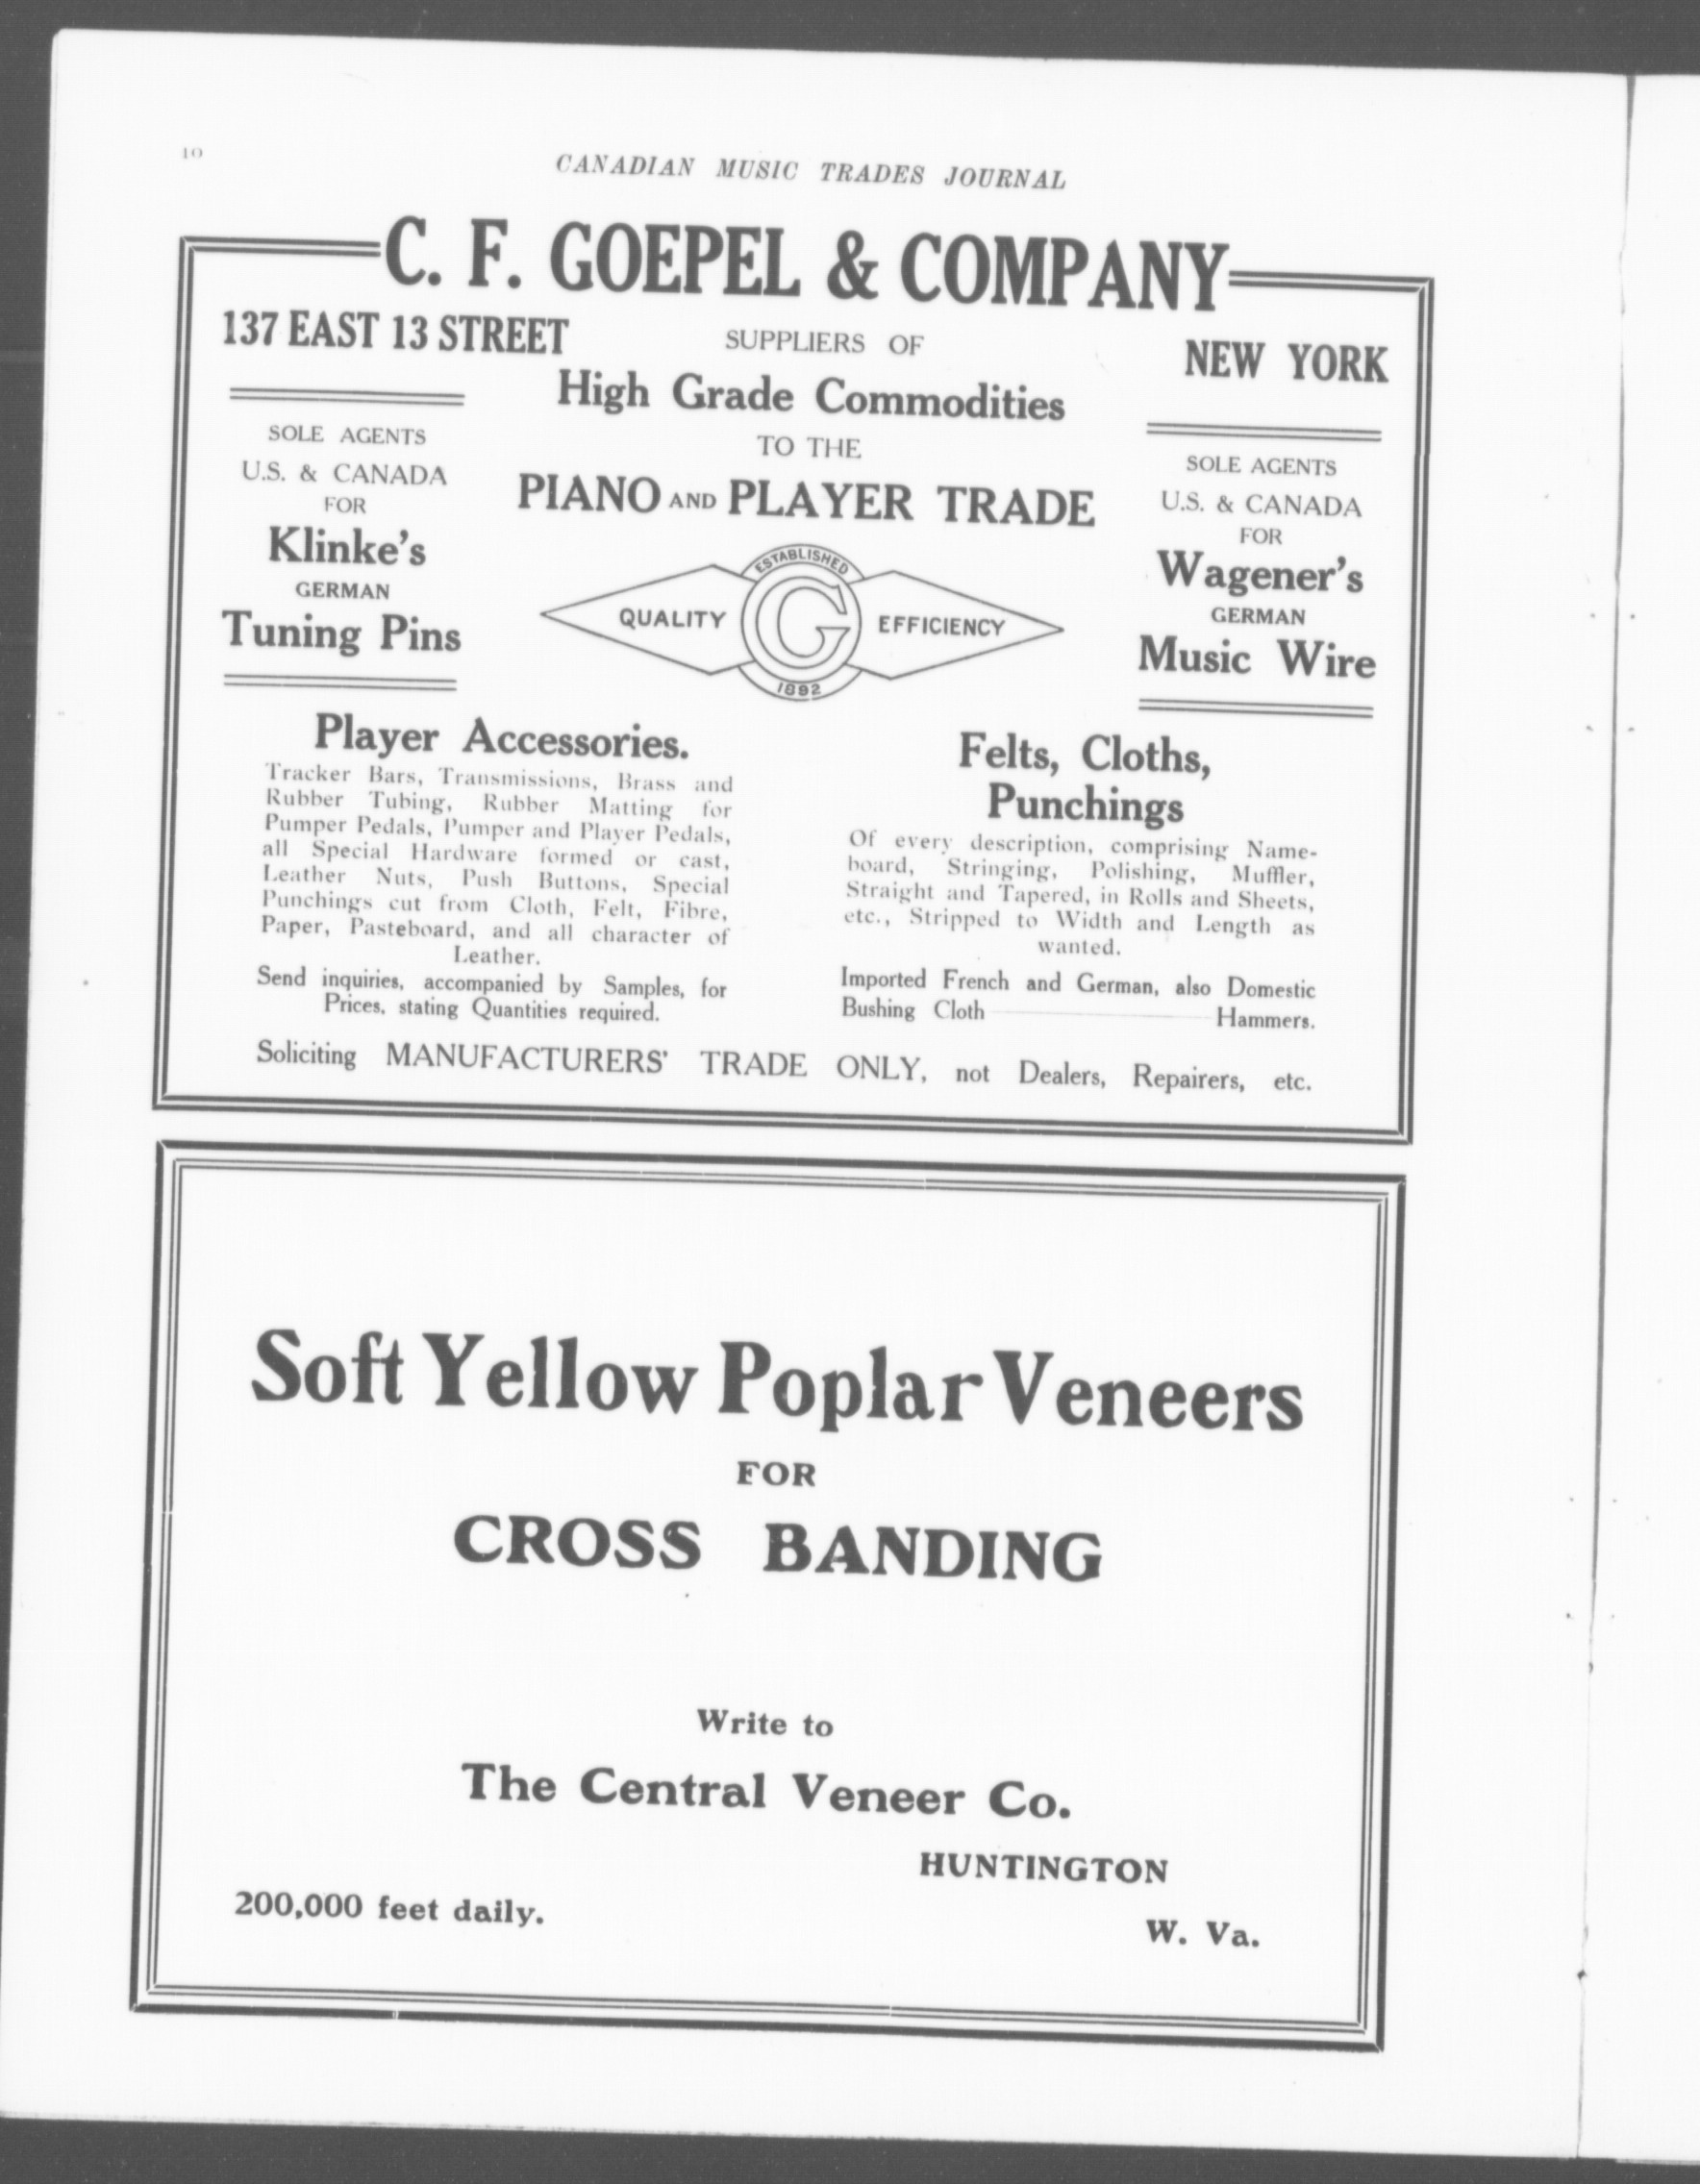 10
CANADIAN MUSIC TRADES JOURNAL
C. F. GOEPEL & COMPANY
137 EAST 13 STREET
SUPPLIERS OF
NEW YORK
High Grade Commodities
TO THE
PIANO AND PLAYER TRADE
SOLE AGENTS
U.S. & CANADA
FOR
Klinke's
GERMAN
Tuning Pins
ESTABLISHED
QUALITY G EFFICIENCY
1892
SOLE AGENTS
U.S. & CANADA
FOR
Wagener's
GERMAN
Music Wire
Player Accessories.
Tracker Bars, Transmissions, Brass and
Rubber Tubing, Rubber Matting for
Pumper Pedals, Pumper and Player Pedals,
all Special Hardware formed or cast,
Leather Nuts, Push Buttons, Special
Punchings cut from Cloth, Felt, Fibre,
Paper, Pasteboard, and all character of
Leather.
Send inquiries, accompanied by Samples, for
Prices, stating Quantities required.
Felts, Cloths,
Punchings
Of every description, comprising Name-
board, Stringing, Polishing, Muffler,
Straight and Tapered, in Rolls and Sheets,
etc., Stripped to Width and Length as
wanted.
Imported French and German, also Domestic
Bushing Cloth Hammers.
Soliciting MANUFACTURERS' TRADE ONLY, not Dealers, Repairers, etc.
Soft Yellow Poplar Veneers
FOR
CROSS BANDING
Write to
The Central Veneer Co.
HUNTINGTON
200,000 feet daily.
W. Va.